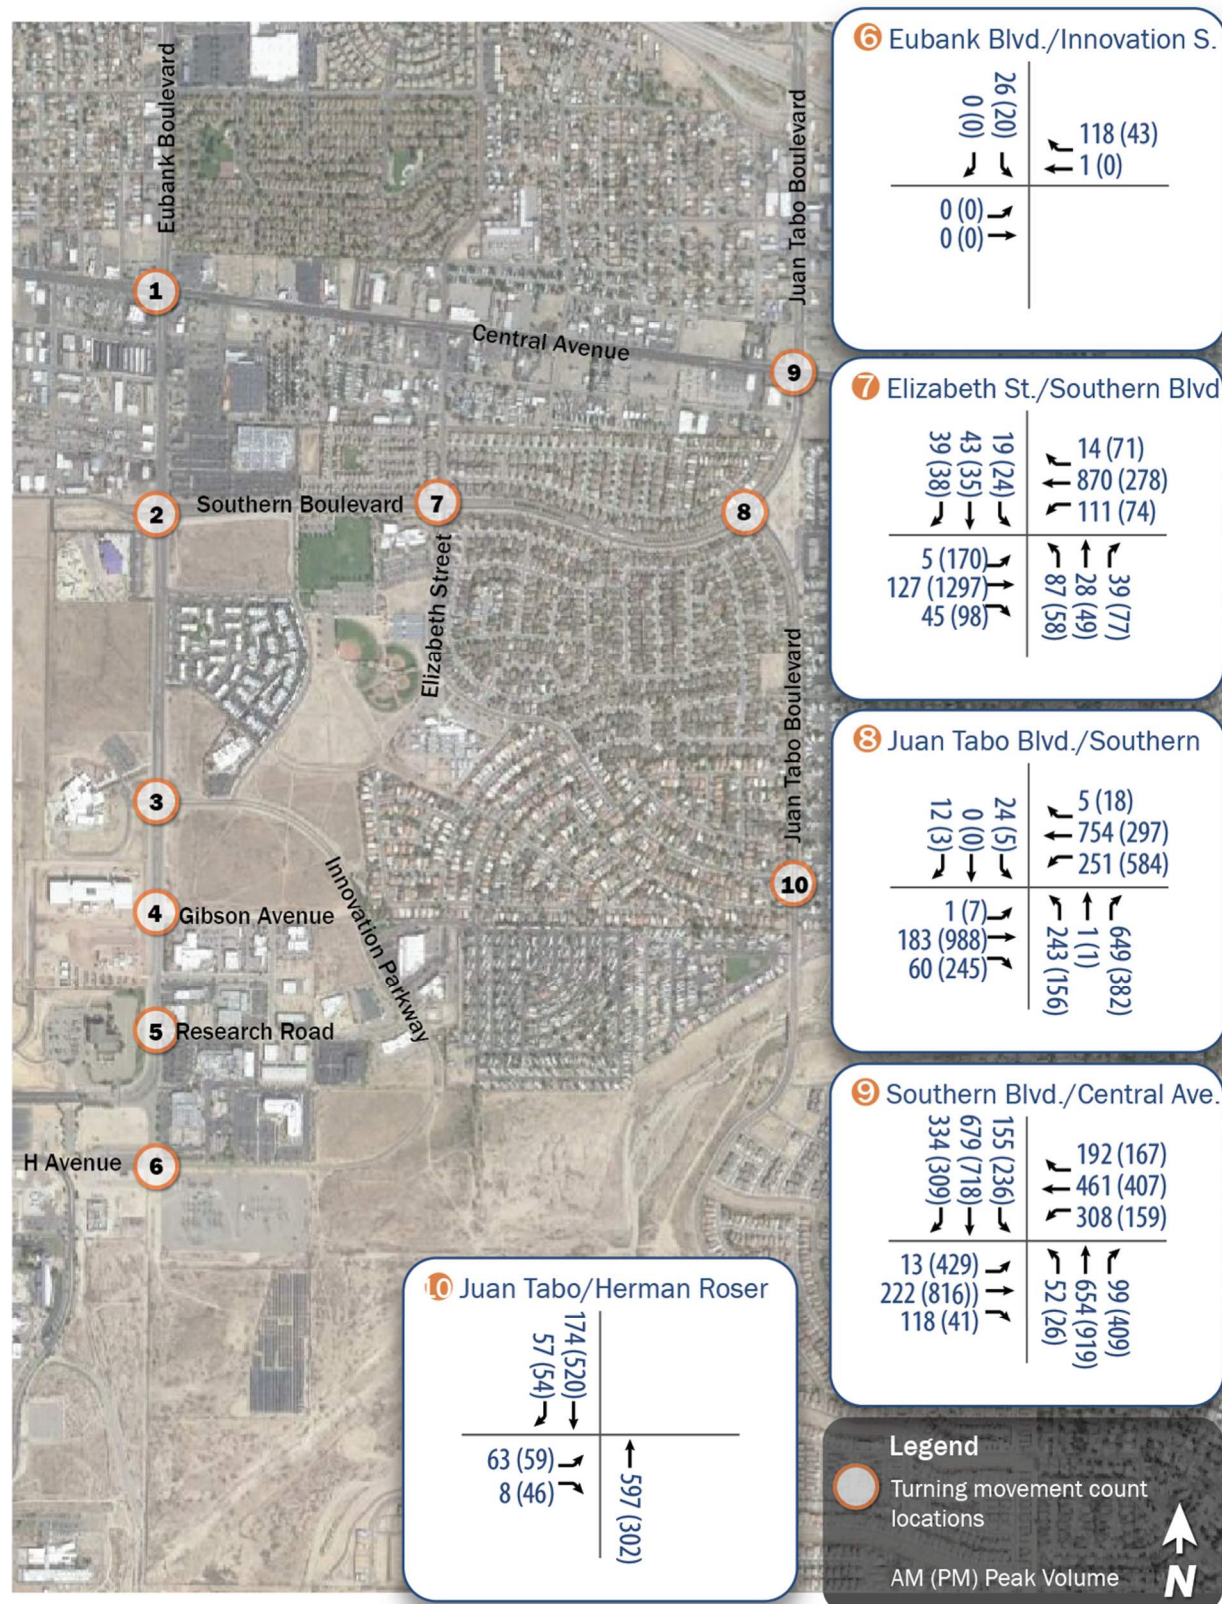 Eubank Boulevard
Juan Tabo Boulevard
1
Central Avenue
9
2
Southern Boulevard
7
8
Elizabeth Street
Juan Tabo Boulevard
3
Innovation Parkway
10
4
Gibson Avenue
5
Research Road
H Avenue
6
6 Eubank Blvd./Innovation S.
0 (0)
26 (20)
118 (43)
1 (0)
0 (0)
0 (0)
7 Elizabeth St./Southern Blvd
39 (38)
43 (35)
19 (24)
14 (71)
870 (278)
111 (74)
5 (170)
127 (1297)
45 (98)
87 (58)
28 (49)
39 (77)
8 Juan Tabo Blvd./Southern
12 (3)
0 (0)
24 (5)
5 (18)
754 (297)
251 (584)
1 (7)
183 (988)
60 (245)
243 (156)
1 (1)
649 (382)
9 Southern Blvd./Central Ave.
334 (309)
679 (718)
155 (236)
192 (167)
461 (407)
308 (159)
13 (429)
222 (816))
118 (41)
52 (26)
654 (919)
99 (409)
10 Juan Tabo/Herman Roser
57 (54)
174 (520)
63 (59)
8 (46)
597 (302)
Legend
Turning movement count
locations
AM (PM) Peak Volume
N